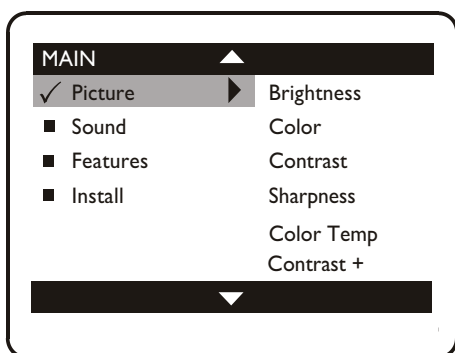 MAIN
Picture
Brightness
Sound
Color
Features
Contrast
Install
Sharpness
Color Temp
Contrast +